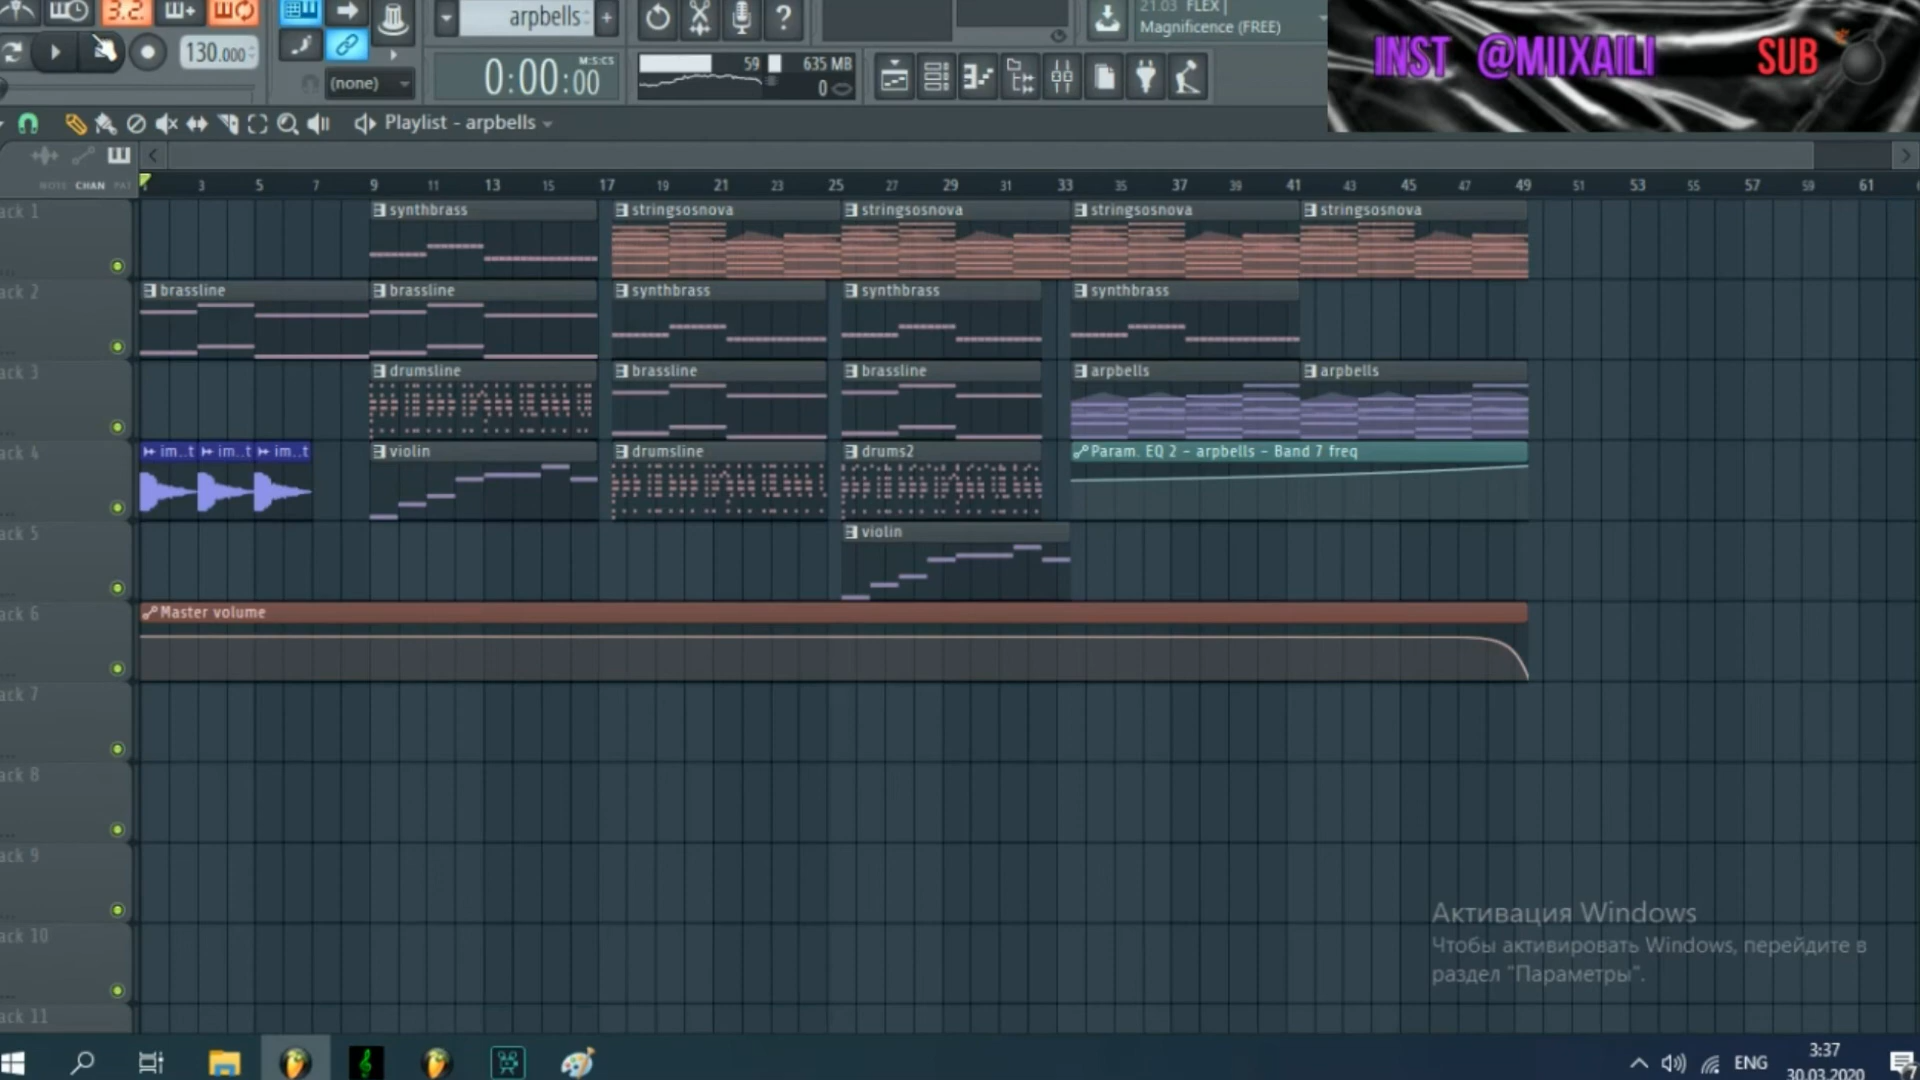 3.2.
arpbells
21.03 FLEX |
Magnificence (FREE)
INST @MIIXAILI SUB
130.000
(none)
M:S:CS
0:00:00
59 635 MB
0
Playlist - arpbells
NOTE CHAN PAT
1 3 5 7 9 11 13 15 17 19 21 23 25 27 29 31 33 35 37 39 41 43 45 47 49 51 53 55 57 59 61
ack 1
synthbrass stringsosnova stringsosnova stringsosnova stringsosnova
ack 2
brassline brassline synthbrass synthbrass synthbrass
ack 3
drumsline brassline brassline arpbells arpbells
ack 4
im..t im..t im..t violin drumsline drums2 Param. EQ 2 - arpbells - Band 7 freq
ack 5
violin
ack 6
Master volume
ack 7
ack 8
ack 9
ack 10
ack 11
Активация Windows
Чтобы активировать Windows, перейдите в
раздел "Параметры".
ENG
3:37
30.03.2020
7